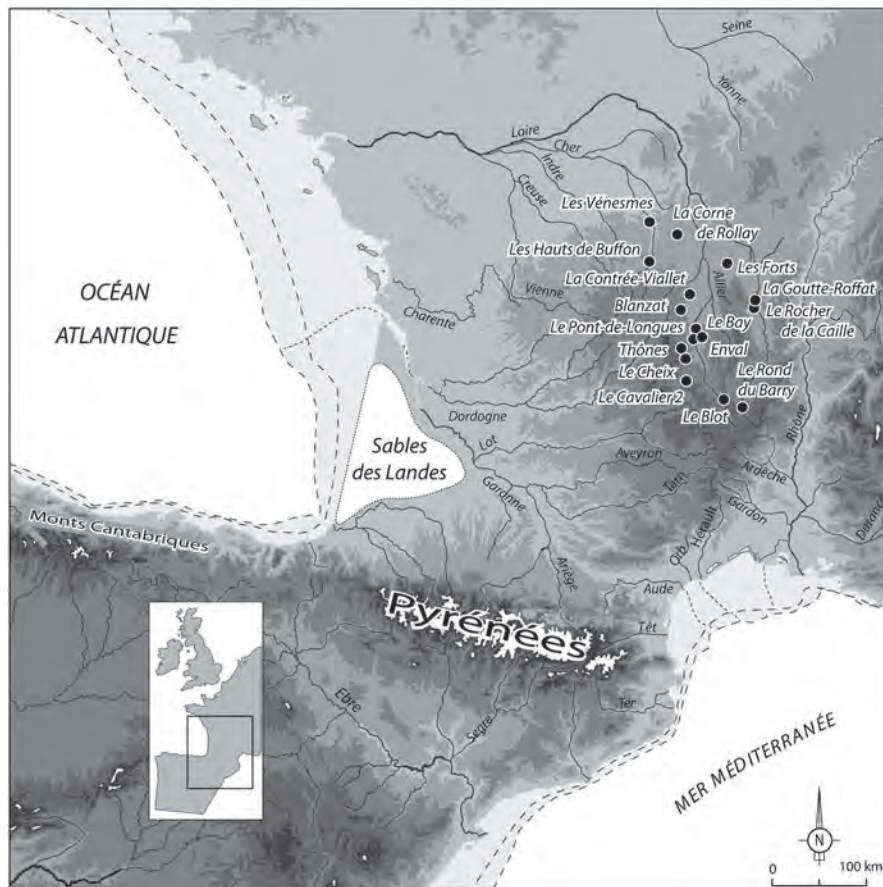 Seine
Yonne
Loire
Cher
Indre
Creuse
Les Vénesmes
La Corne
de Rollay
Les Hauts de Buffon
Les Forts
La Contrée-Viallet
Allier
La Goutte-Roffat
OCÉAN
ATLANTIQUE
Vienne
Blanzat
Le Rocher
de la Caille
Charente
Le Pont-de-Longues
Le Bay
Thônes
Enval
Le Cheix
Le Rond
du Barry
Le Cavalier 2
Le Blot
Dordogne
Rhône
Sables
des Landes
Lot
Aveyron
Ardèche
Tarn
Garonne
Gardon
Hérault
Orb
Durance
Monts Cantabriques
Ariège
Aude
Pyrénées
Têt
Ebre
Segre
Ter
MER MÉDITERRANÉE
N
0 100 km